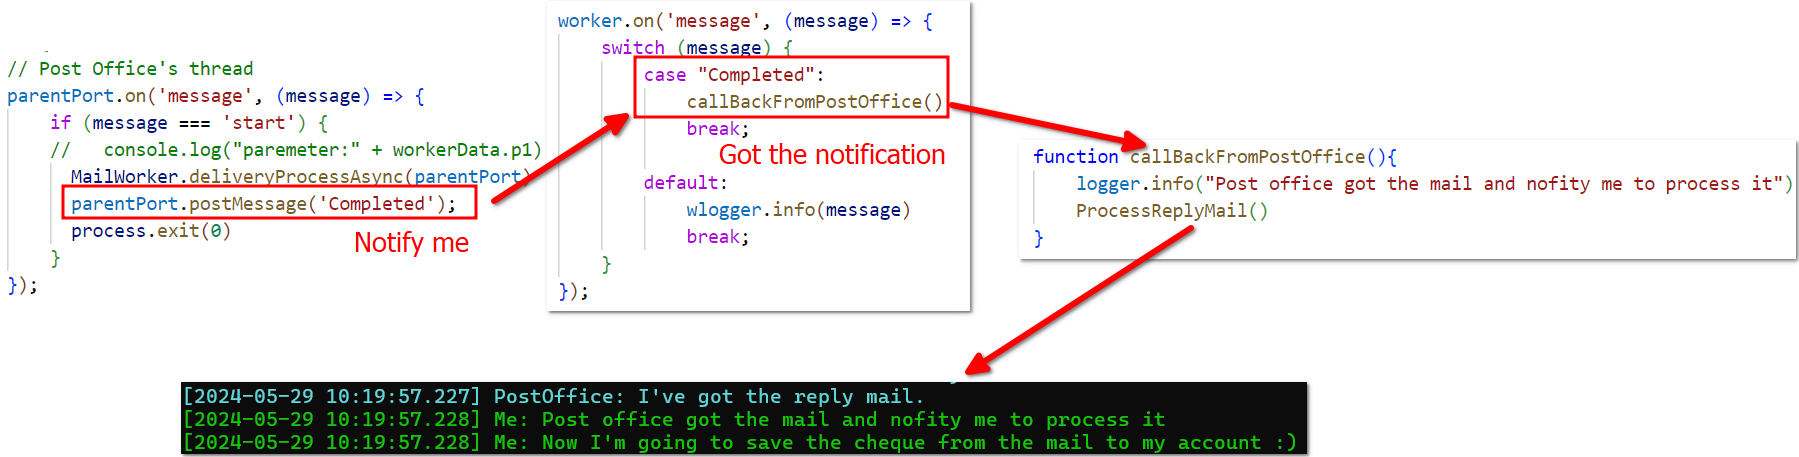 // Post Office's thread
parentPort.on('message', (message) => {
if (message === 'start') {
//   console.log("paremeter:" + workerData.p1)
MailWorker.deliveryProcessAsync(parentPort)
parentPort.postMessage('Completed');
process.exit(0)
}
});
Notify me
worker.on('message', (message) => {
switch (message) {
case "Completed":
callBackFromPostOffice()
break;
Got the notification
default:
wlogger.info(message)
break;
}
});
function callBackFromPostOffice(){
logger.info("Post office got the mail and nofity me to process it")
ProcessReplyMail()
}
[2024-05-29 10:19:57.227] PostOffice: I've got the reply mail.
[2024-05-29 10:19:57.228] Me: Post office got the mail and nofity me to process it
[2024-05-29 10:19:57.228] Me: Now I'm going to save the cheque from the mail to my account :)